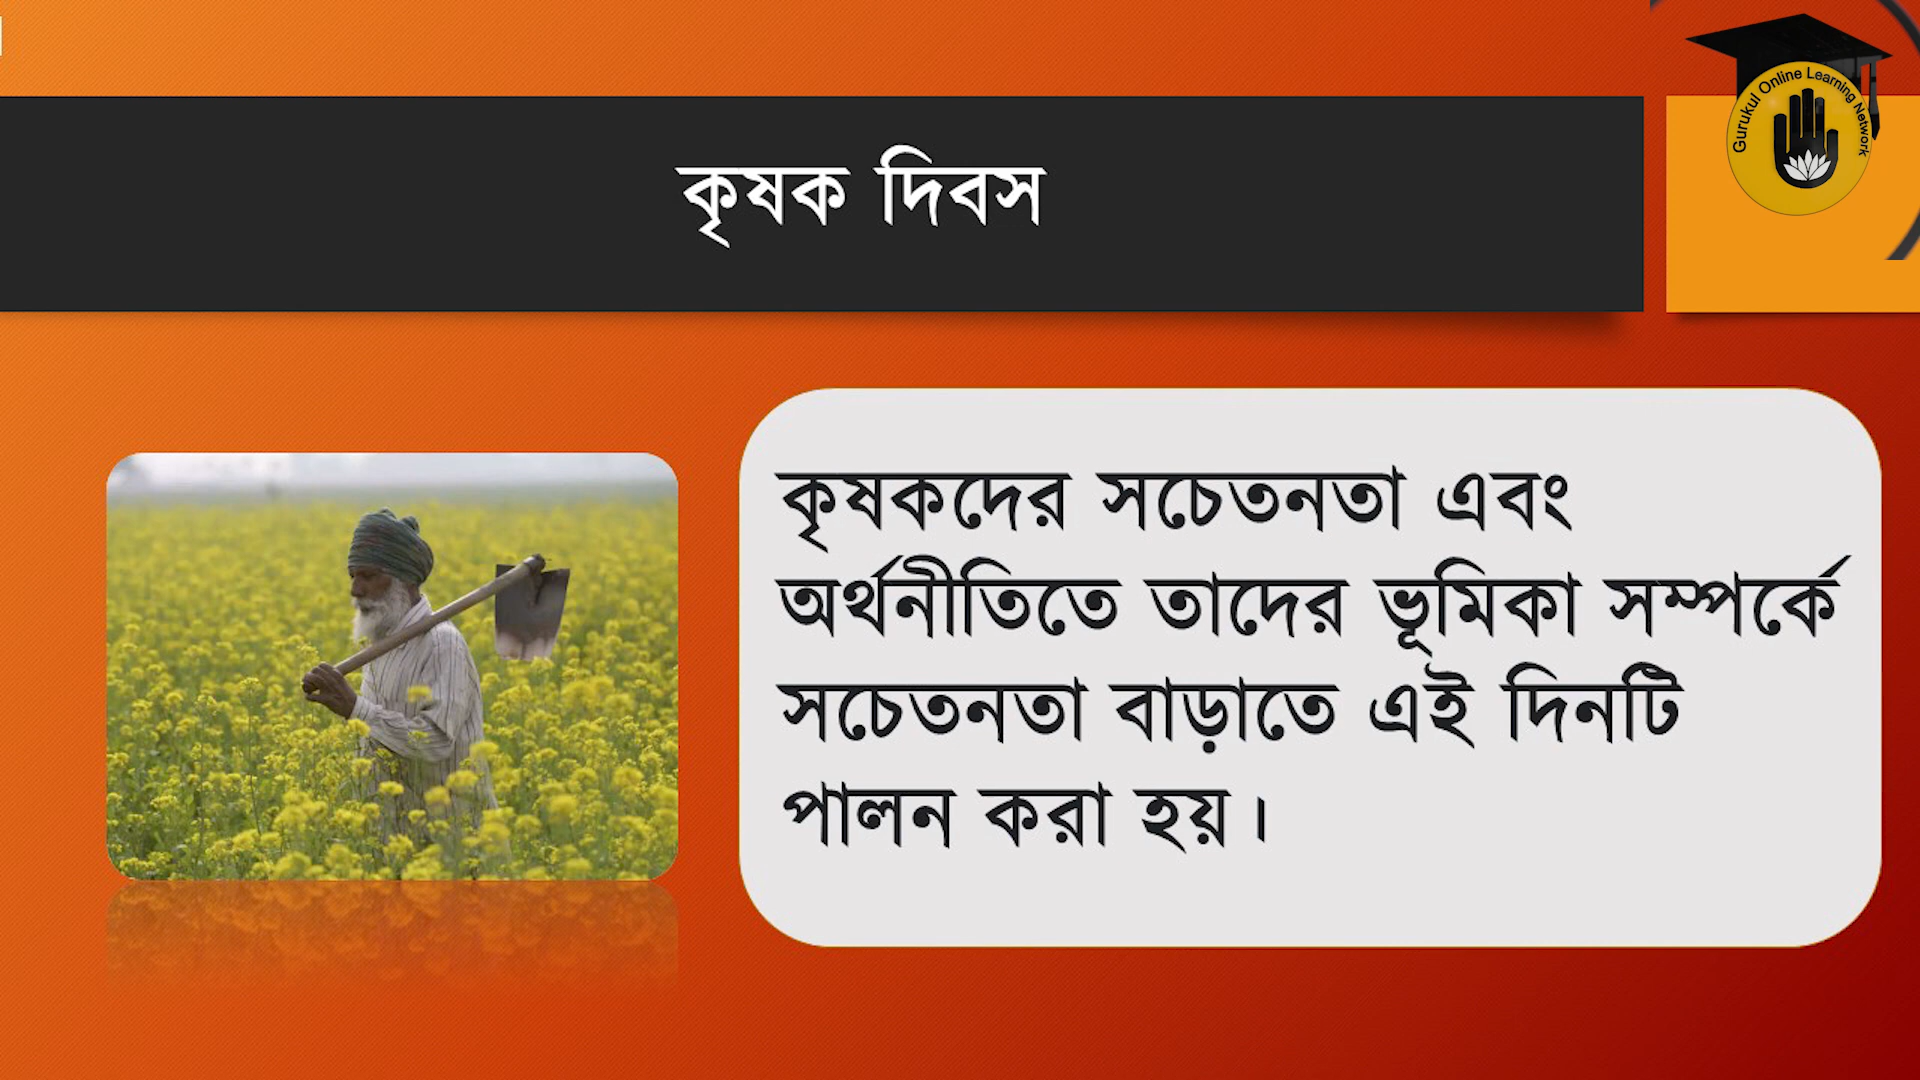 Gurukul Online Learning Network
কৃষক দিবস
কৃষকদের সচেতনতা এবং
অর্থনীতিতে তাদের ভূমিকা সম্পর্কে
সচেতনতা বাড়াতে এই দিনটি
পালন করা হয়।